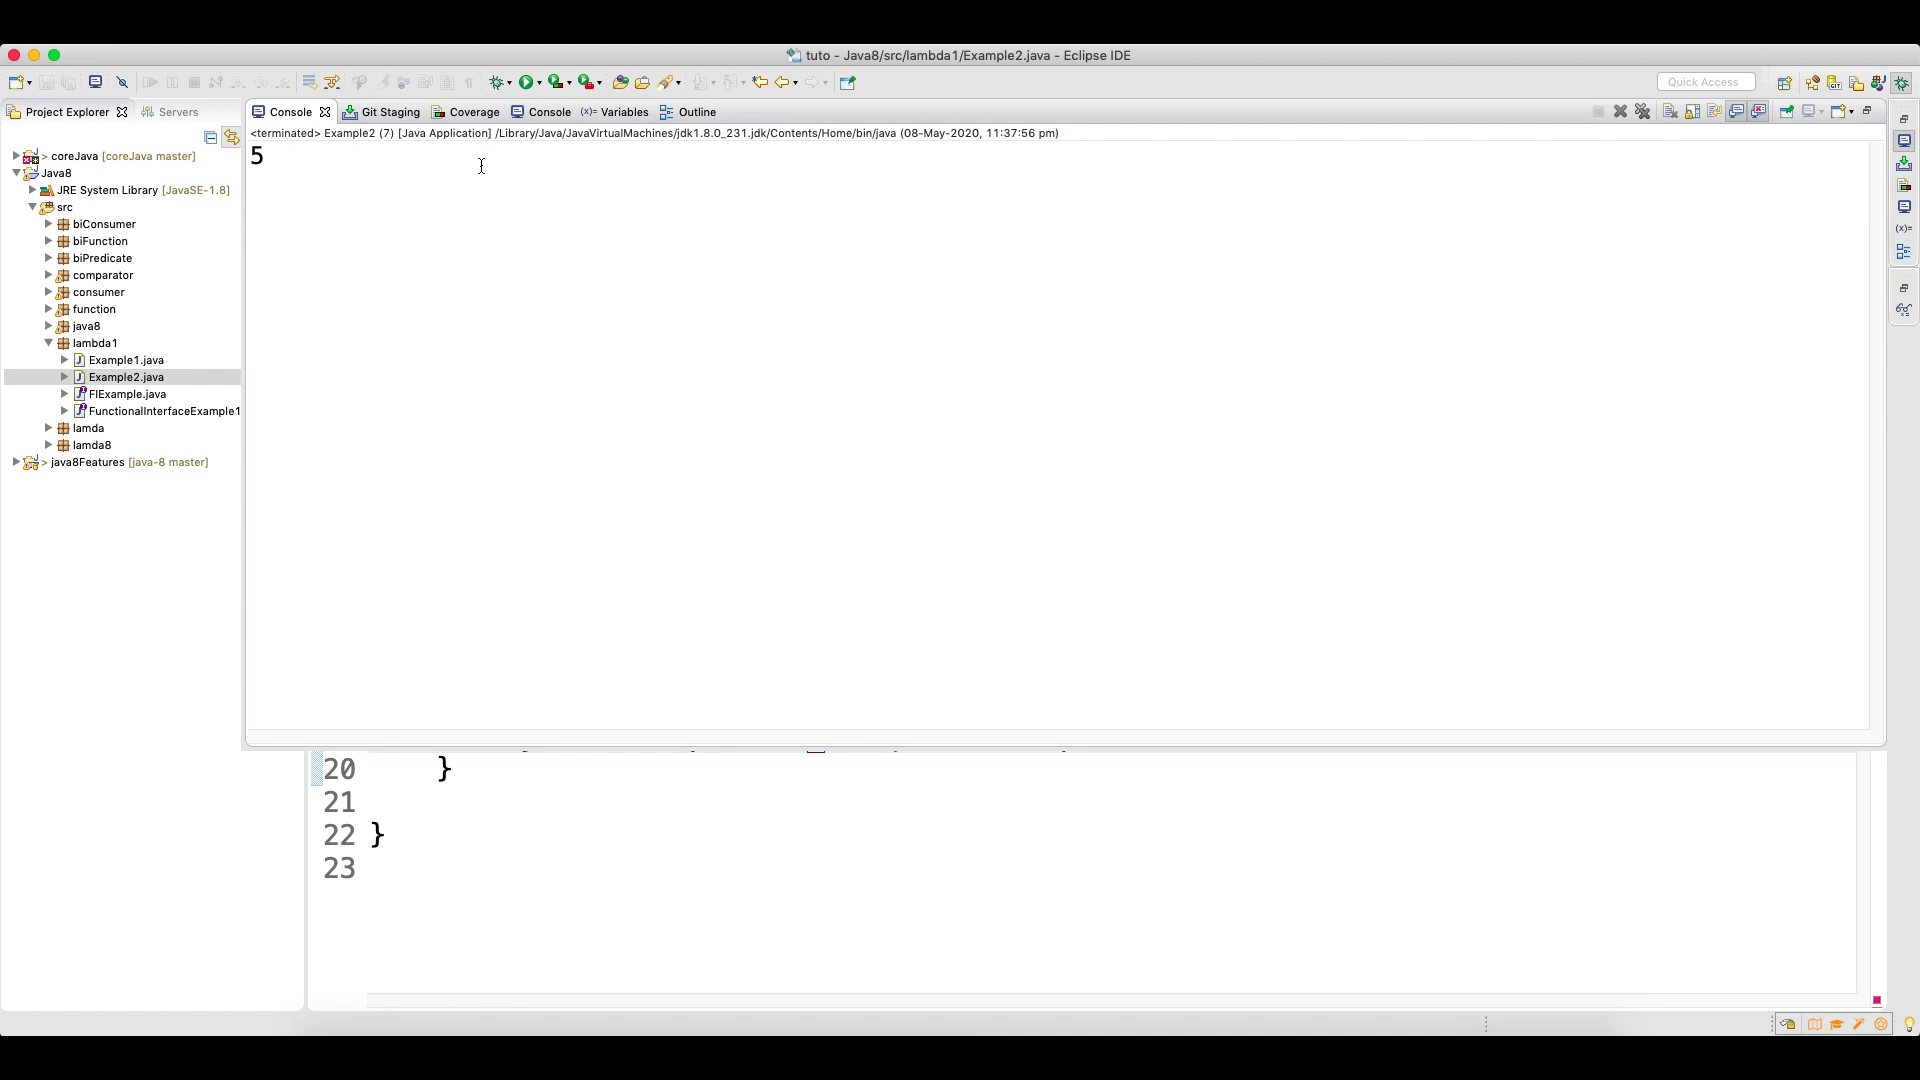 tuto - Java8/src/lambda1/Example2.java - Eclipse IDE
Quick Access
Project Explorer
Servers
Console
Git Staging
Coverage
Console
(x)= Variables
Outline
<terminated> Example2 (7) [Java Application] /Library/Java/JavaVirtualMachines/jdk1.8.0_231.jdk/Contents/Home/bin/java (08-May-2020, 11:37:56 pm)
5
> coreJava [coreJava master]
Java8
JRE System Library [JavaSE-1.8]
src
biConsumer
biFunction
biPredicate
comparator
consumer
function
java8
lambda1
Example1.java
Example2.java
FIExample.java
FunctionalInterfaceExample1
lamda
lamda8
> java8Features [java-8 master]
20 }
21
22 }
23